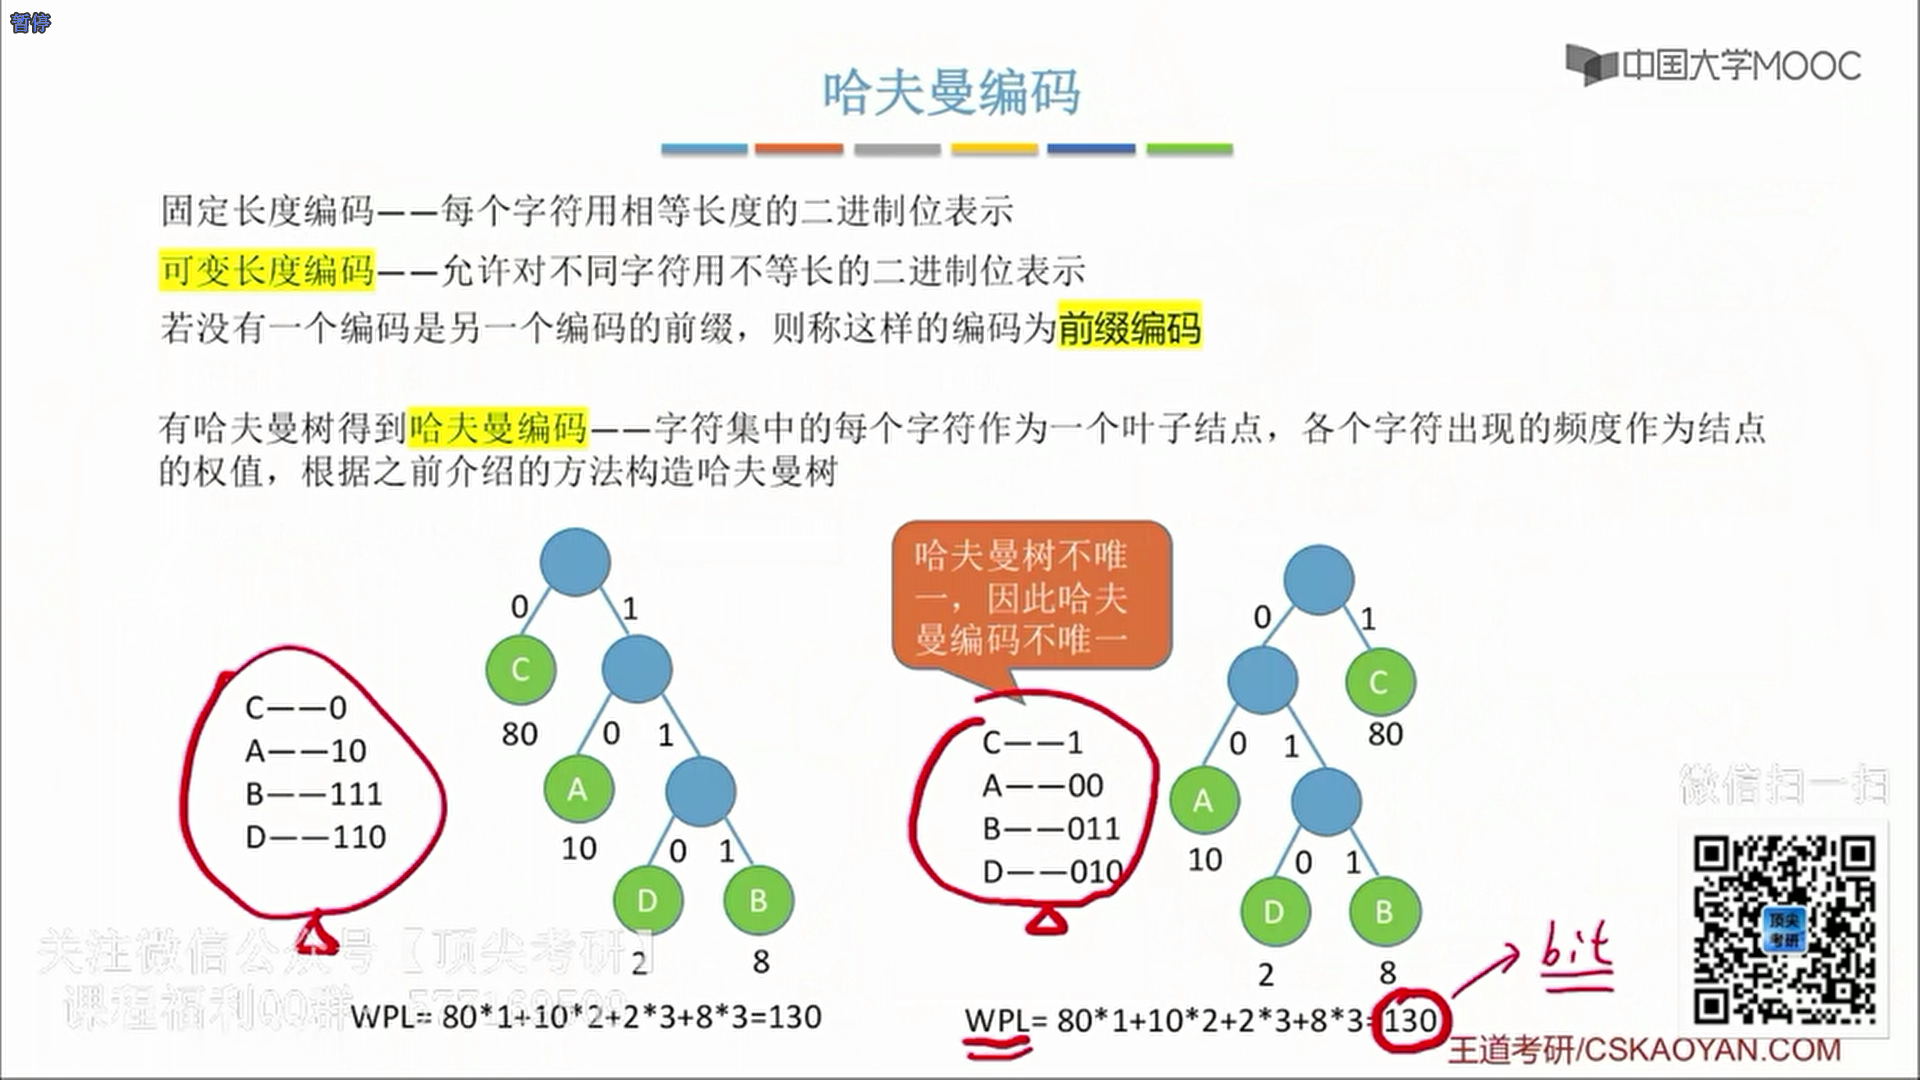 暂停
中国大学MOOC
哈夫曼编码
固定长度编码——每个字符用相等长度的二进制位表示
可变长度编码——允许对不同字符用不等长的二进制位表示
若没有一个编码是另一个编码的前缀，则称这样的编码为前缀编码
有哈夫曼树得到哈夫曼编码——字符集中的每个字符作为一个叶子结点，各个字符出现的频度作为结点
的权值，根据之前介绍的方法构造哈夫曼树
C——0
A——10
B——111
D——110
0
1
C
80
0
1
A
10
0
1
D
B
2
8
WPL= 80*1+10*2+2*3+8*3=130
哈夫曼树不唯
一，因此哈夫
曼编码不唯一
C——1
A——00
B——011
D——010
0
1
C
80
0
1
A
10
0
1
D
B
2
8
WPL= 80*1+10*2+2*3+8*3=130
bit
微信扫一扫
顶尖
考研
关注微信公众号【顶尖考研】
课程福利QQ群
王道考研/CSKAOYAN.COM